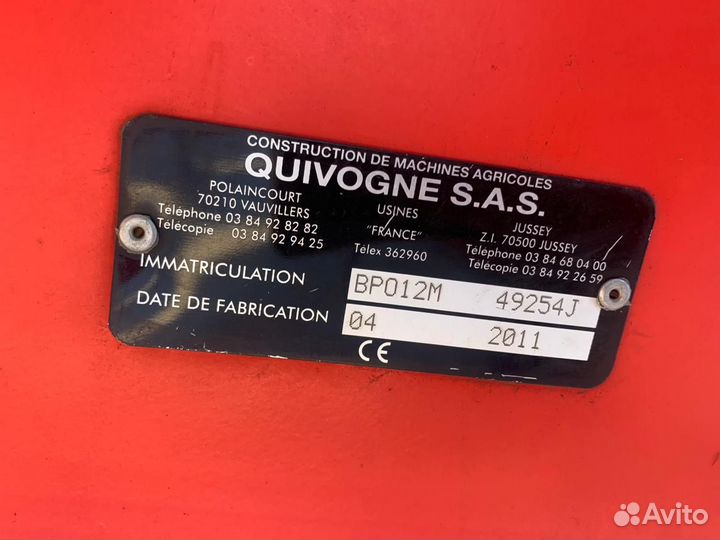 CONSTRUCTION DE MACHINES AGRICOLES
QUIVOGNE S.A.S.
POLAINCOURT
70210 VAUVILLERS
Téléphone 03 84 92 82 82
Télécopie 03 84 92 94 25
USINES
"FRANCE"
Télex 362960
JUSSEY
Z.I. 70500 JUSSEY
Téléphone 03 84 68 04 00
Télécopie 03 84 92 26 59
IMMATRICULATION BP012M 49254J
DATE DE FABRICATION 04 2011
CE
Avito